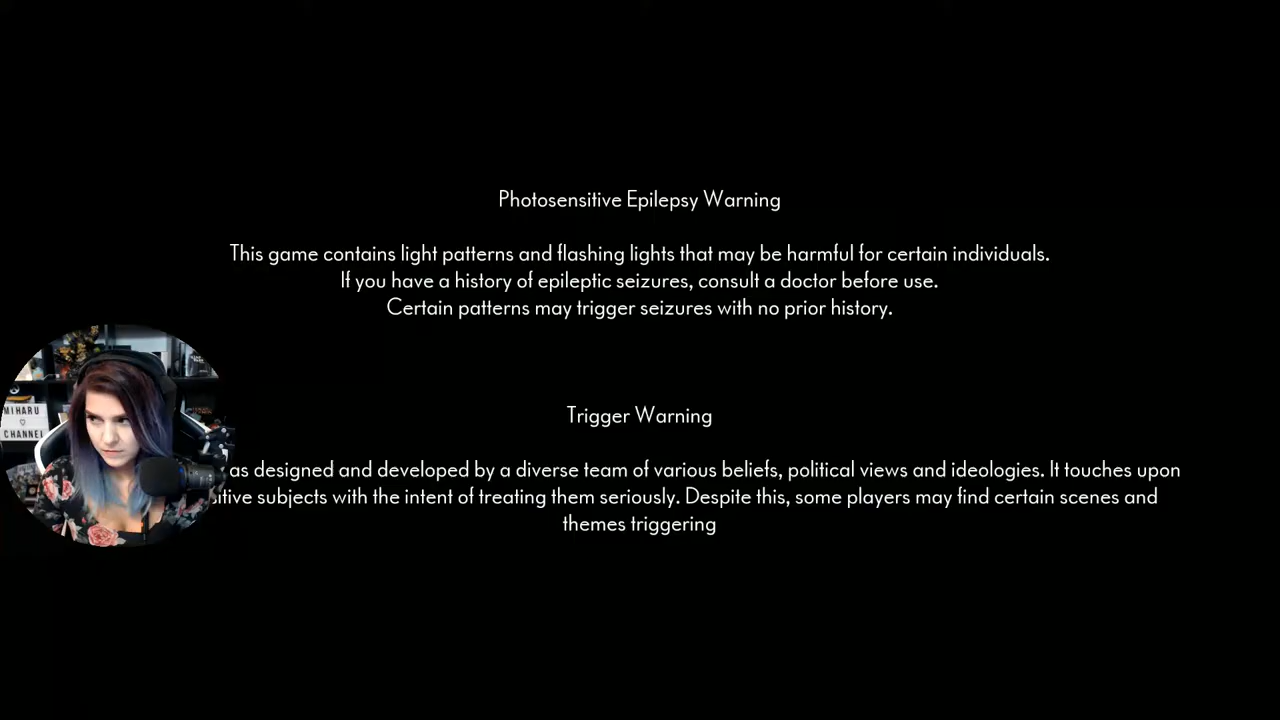 Photosensitive Epilepsy Warning
This game contains light patterns and flashing lights that may be harmful for certain individuals.
If you have a history of epileptic seizures, consult a doctor before use.
Certain patterns may trigger seizures with no prior history.
MIHARU
CHANNEL
Trigger Warning
as designed and developed by a diverse team of various beliefs, political views and ideologies. It touches upon
sitive subjects with the intent of treating them seriously. Despite this, some players may find certain scenes and
themes triggering